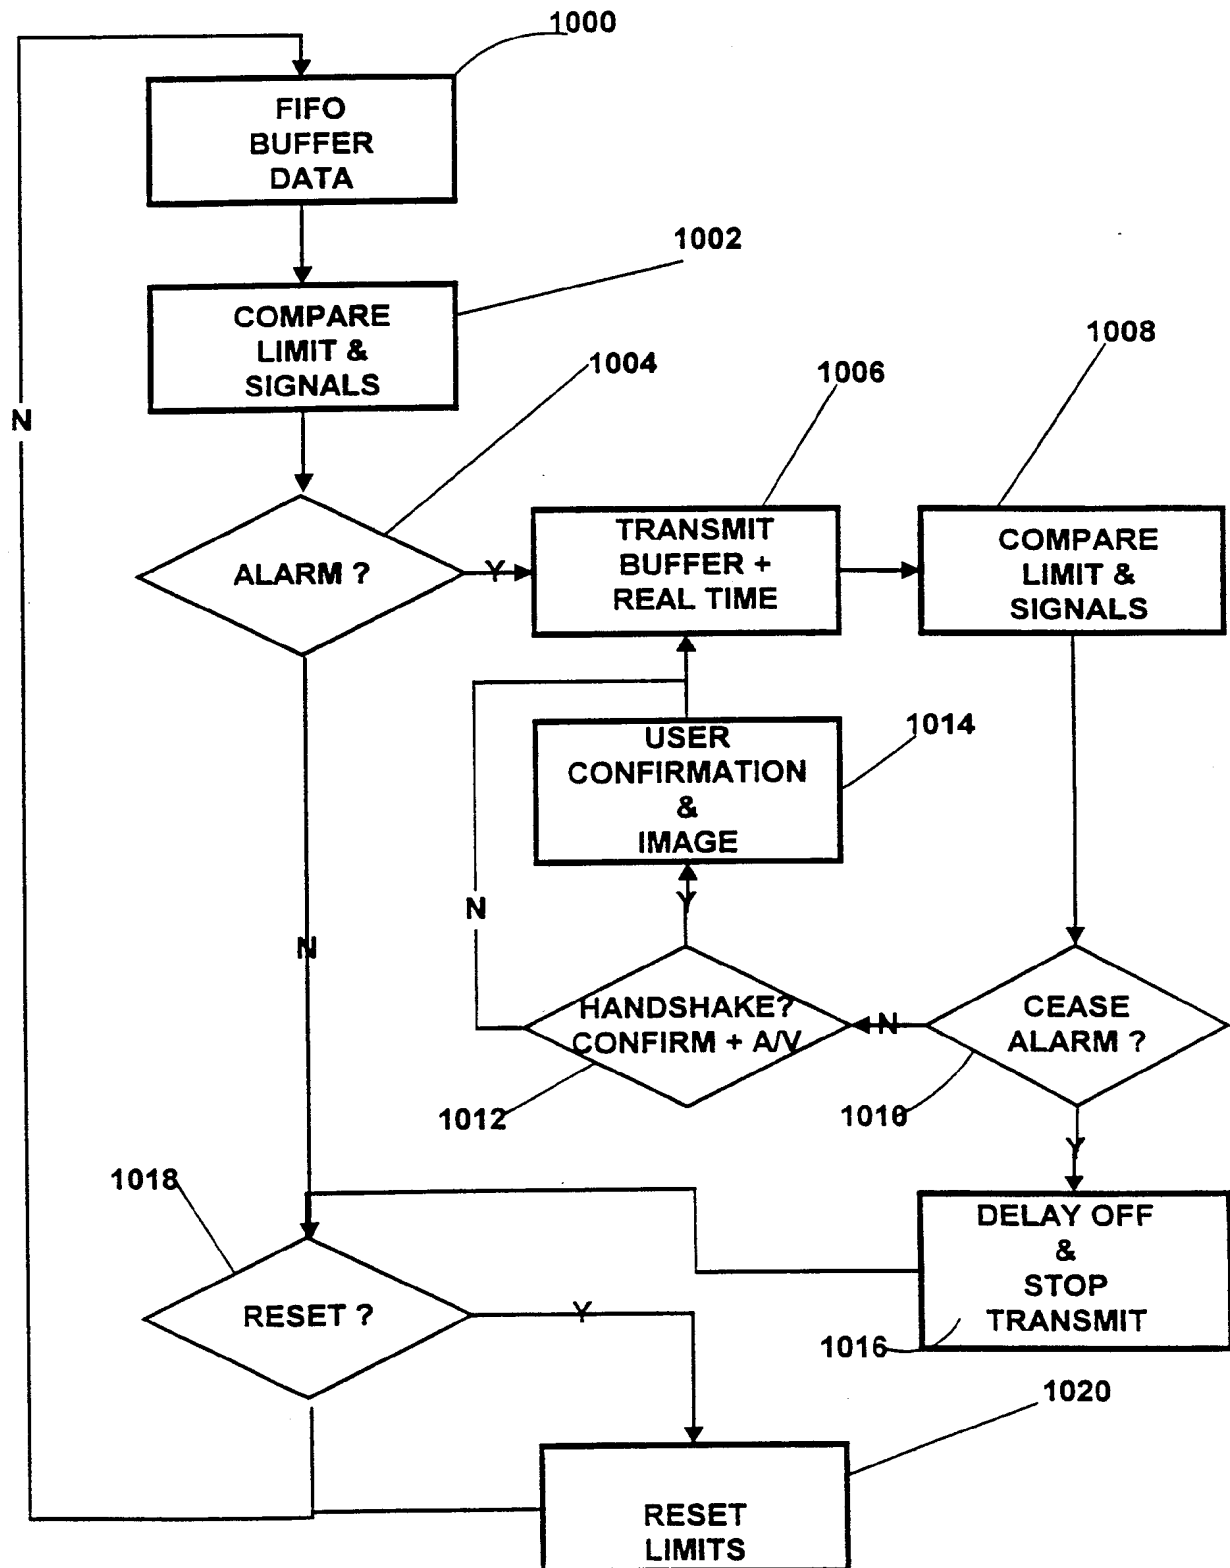 1000
FIFO
BUFFER
DATA
1002
COMPARE
LIMIT &
SIGNALS
1004
1006
1008
N
ALARM ?
Y
TRANSMIT
BUFFER +
REAL TIME
COMPARE
LIMIT &
SIGNALS
USER
CONFIRMATION
&
IMAGE
1014
Y
N
N
HANDSHAKE?
CONFIRM + A/V
N
CEASE
ALARM ?
1012
1010
Y
1018
DELAY OFF
&
STOP
TRANSMIT
1016
RESET ?
Y
1020
RESET
LIMITS